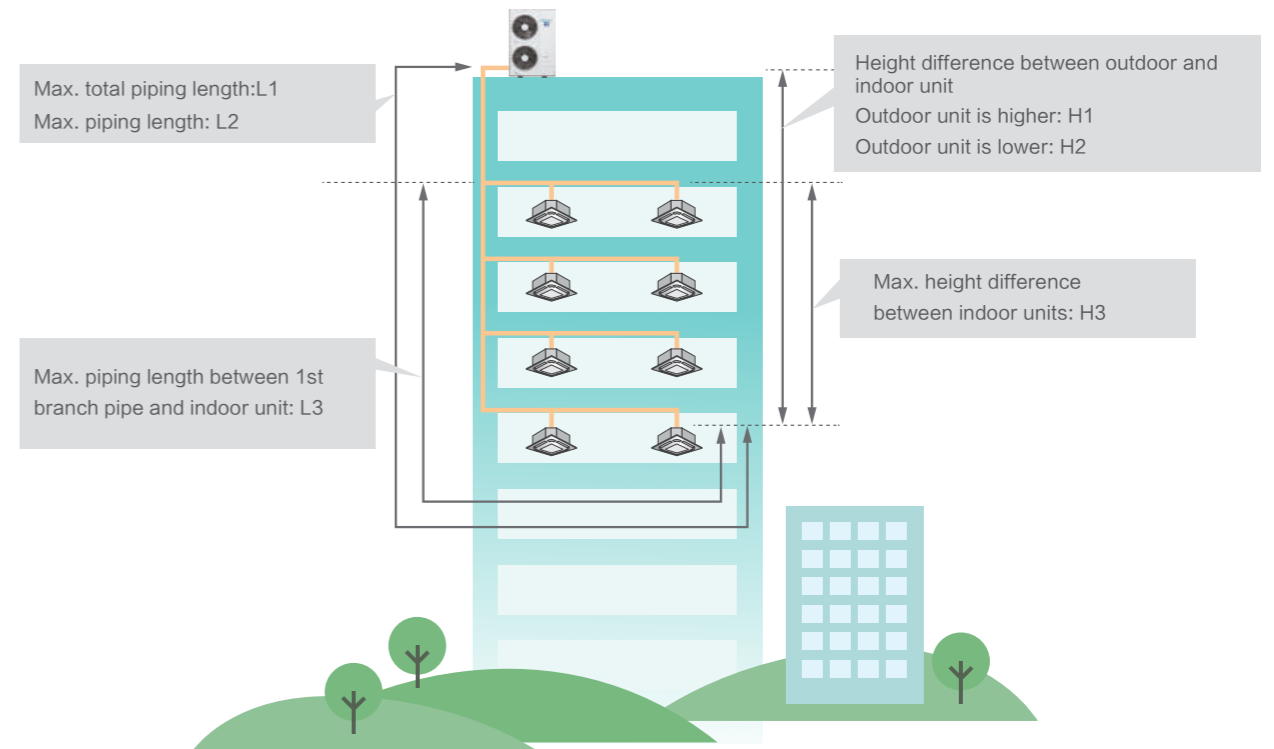 Max. total piping length:L1
Max. piping length: L2
Height difference between outdoor and
indoor unit
Outdoor unit is higher: H1
Outdoor unit is lower: H2
Max. height difference
between indoor units: H3
Max. piping length between 1st
branch pipe and indoor unit: L3